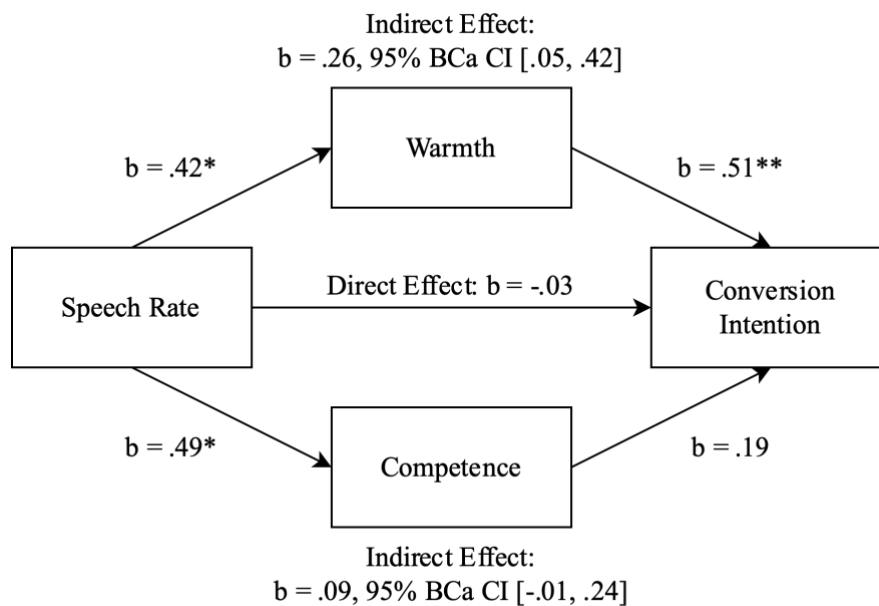 Indirect Effect:
b = .26, 95% BCa CI [.05, .42]
Warmth
b = .42*
b = .51**
Speech Rate
Direct Effect: b = -.03
Conversion
Intention
b = .49*
Competence
b = .19
Indirect Effect:
b = .09, 95% BCa CI [-.01, .24]